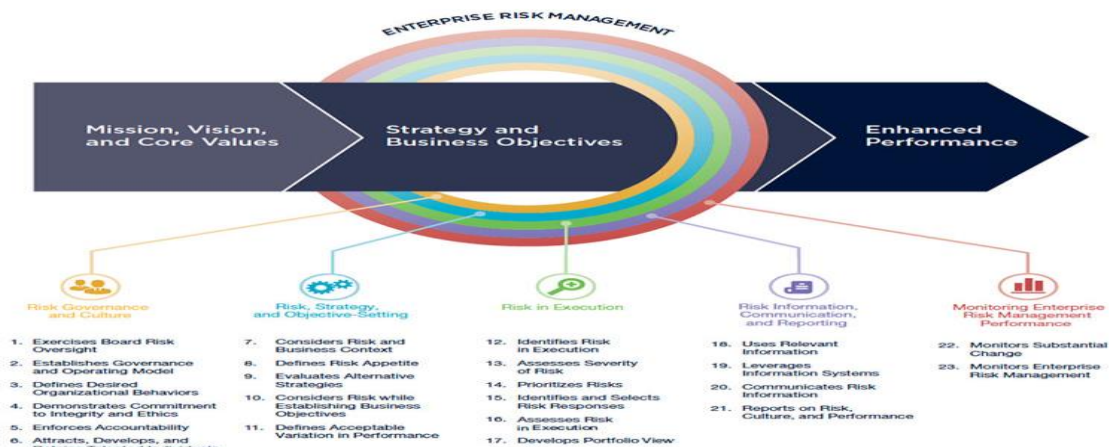 ENTERPRISE RISK MANAGEMENT
Mission, Vision,
and Core Values
Strategy and
Business Objectives
Enhanced
Performance
Risk Governance
and Culture
1. Exercises Board Risk
Oversight
2. Establishes Governance
and Operating Model
3. Defines Desired
Organizational Behaviors
4. Demonstrates Commitment
to Integrity and Ethics
5. Enforces Accountability
6. Attracts, Develops, and
Risk, Strategy,
and Objective-Setting
7. Considers Risk and
Business Context
8. Defines Risk Appetite
9. Evaluates Alternative
Strategies
10. Considers Risk while
Establishing Business
Objectives
11. Defines Acceptable
Variation in Performance
Risk in Execution
12. Identifies Risk
in Execution
13. Assesses Severity
of Risk
14. Prioritizes Risks
15. Identifies and Selects
Risk Responses
16. Assesses Risk
in Execution
17. Develops Portfolio View
Risk Information,
Communication,
and Reporting
18. Uses Relevant
Information
19. Leverages
Information Systems
20. Communicates Risk
Information
21. Reports on Risk,
Culture, and Performance
Monitoring Enterprise
Risk Management
Performance
22. Monitors Substantial
Change
23. Monitors Enterprise
Risk Management